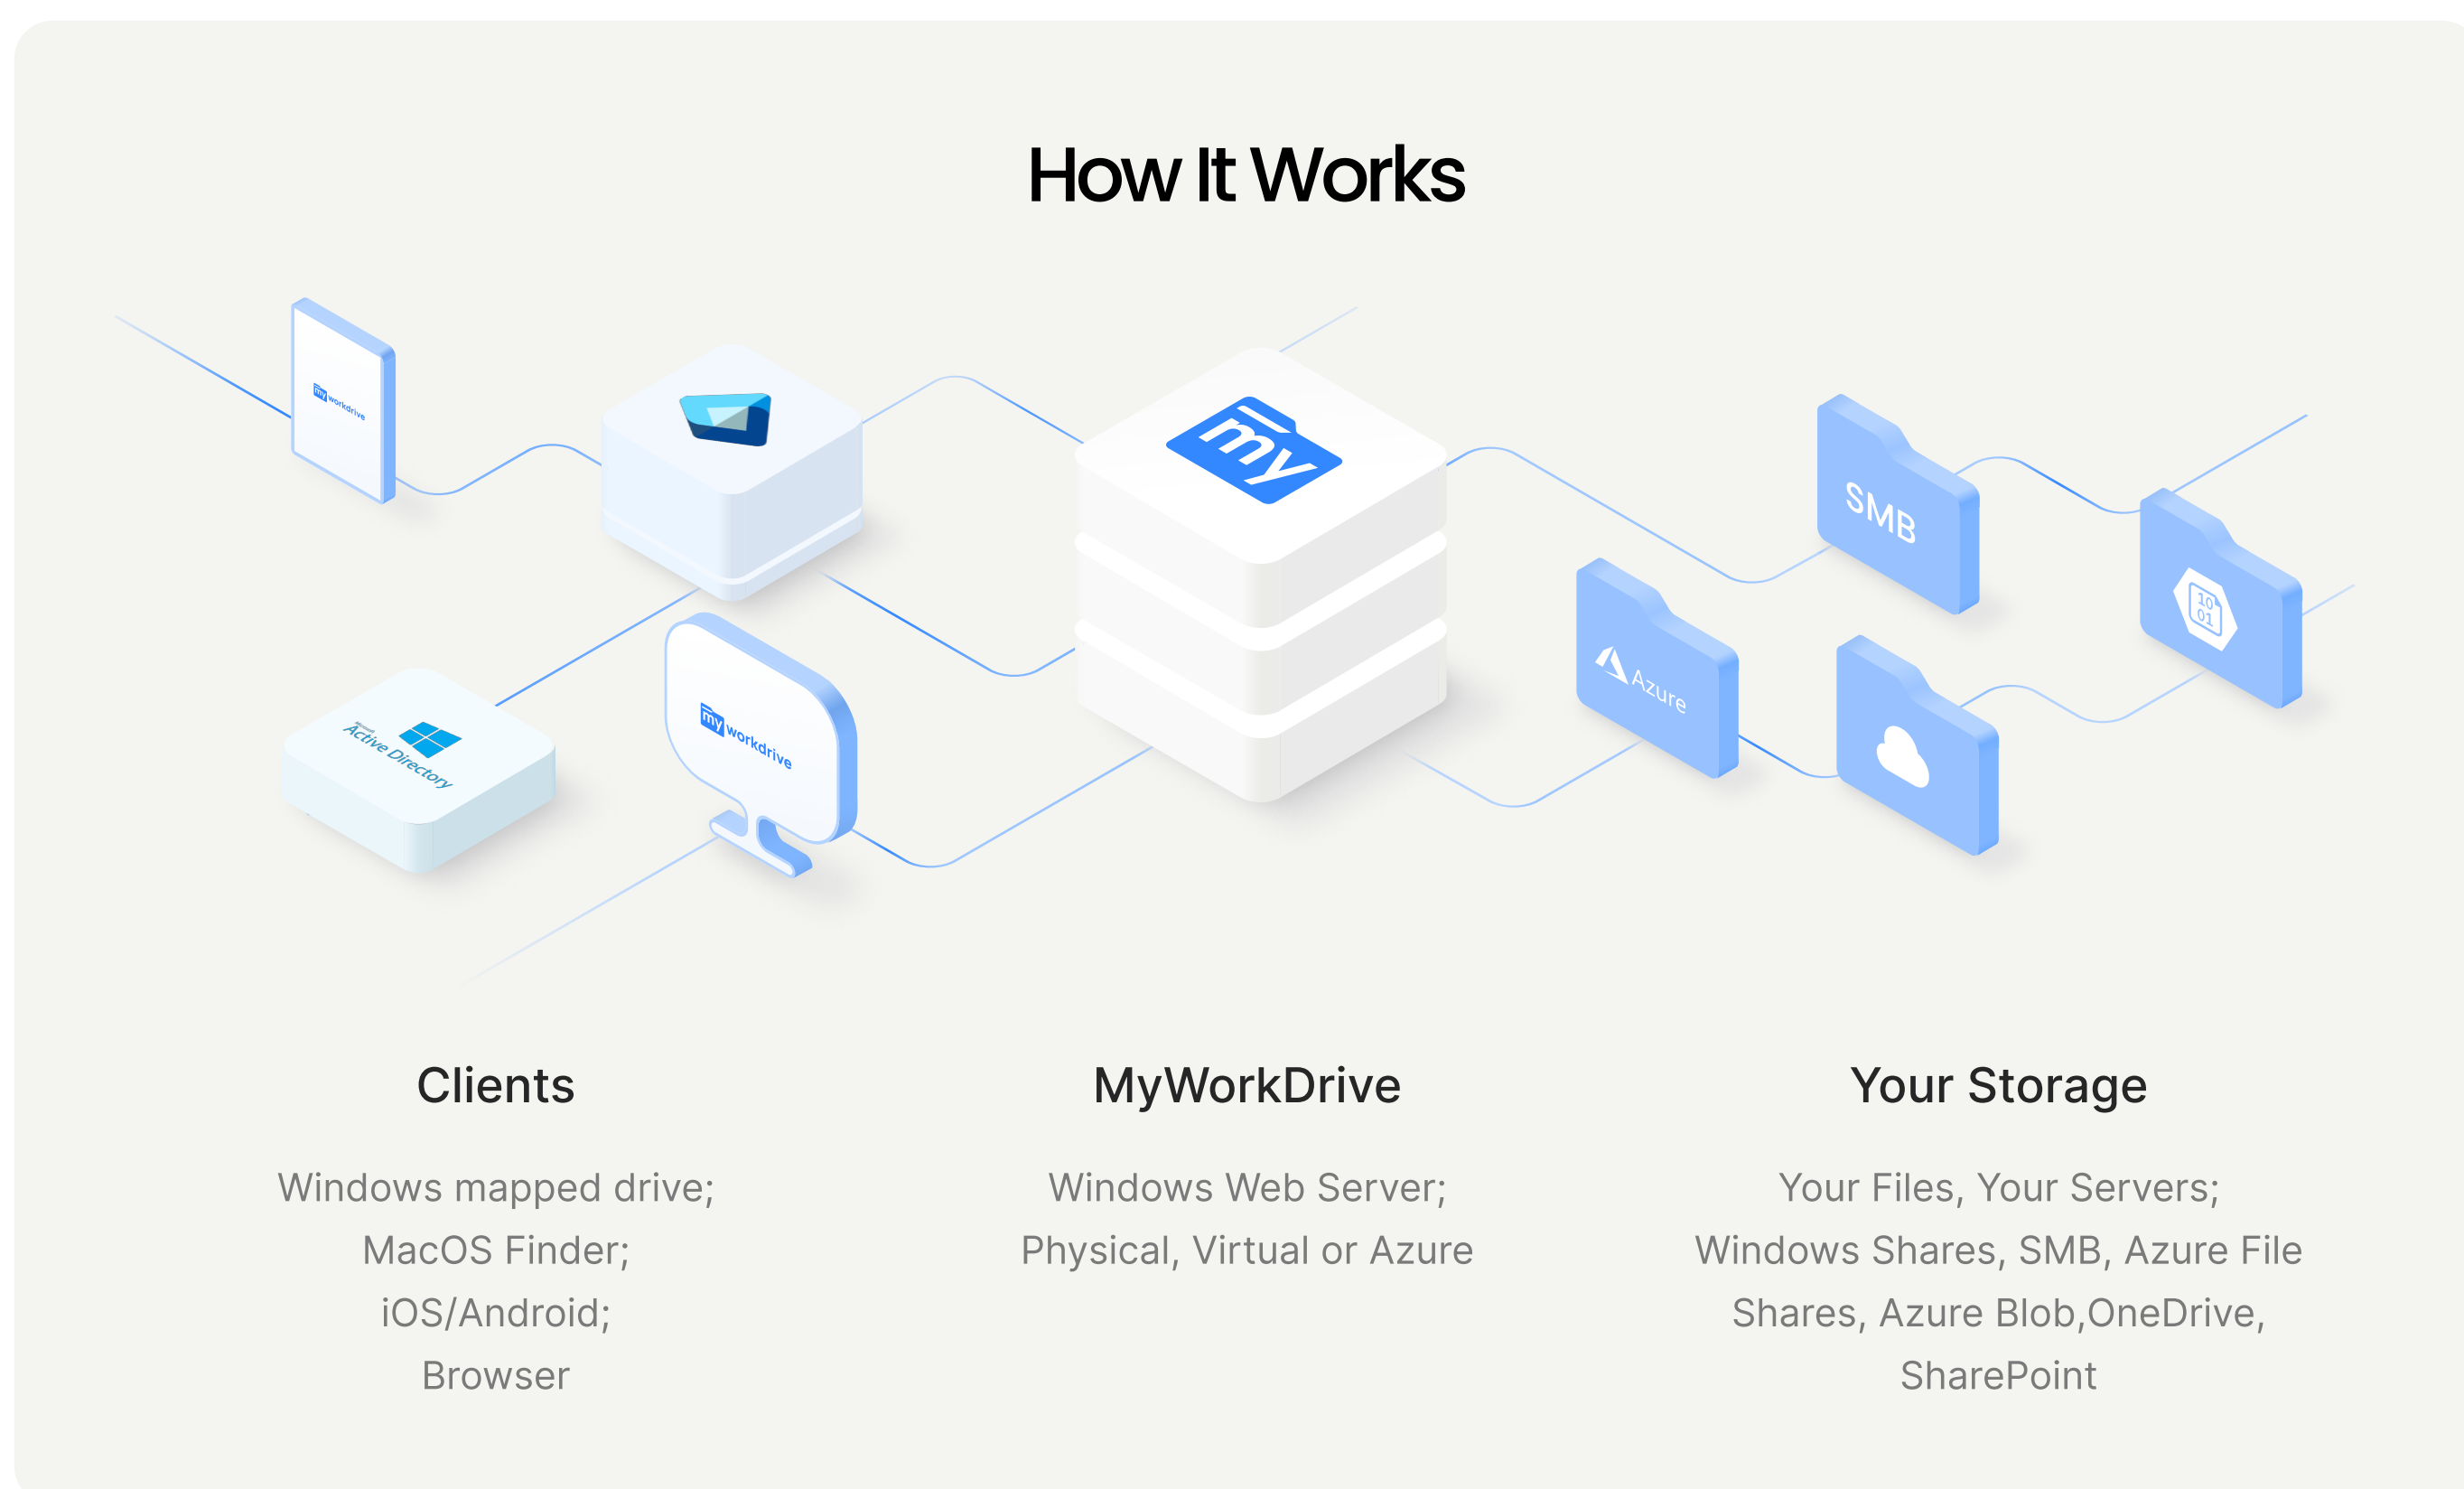 How It Works
my workdrive
my
SMB
10
01
Azure
my workdrive
Microsoft
Active Directory
Clients
Windows mapped drive;
MacOS Finder;
iOS/Android;
Browser
MyWorkDrive
Windows Web Server;
Physical, Virtual or Azure
Your Storage
Your Files, Your Servers;
Windows Shares, SMB, Azure File
Shares, Azure Blob,OneDrive,
SharePoint